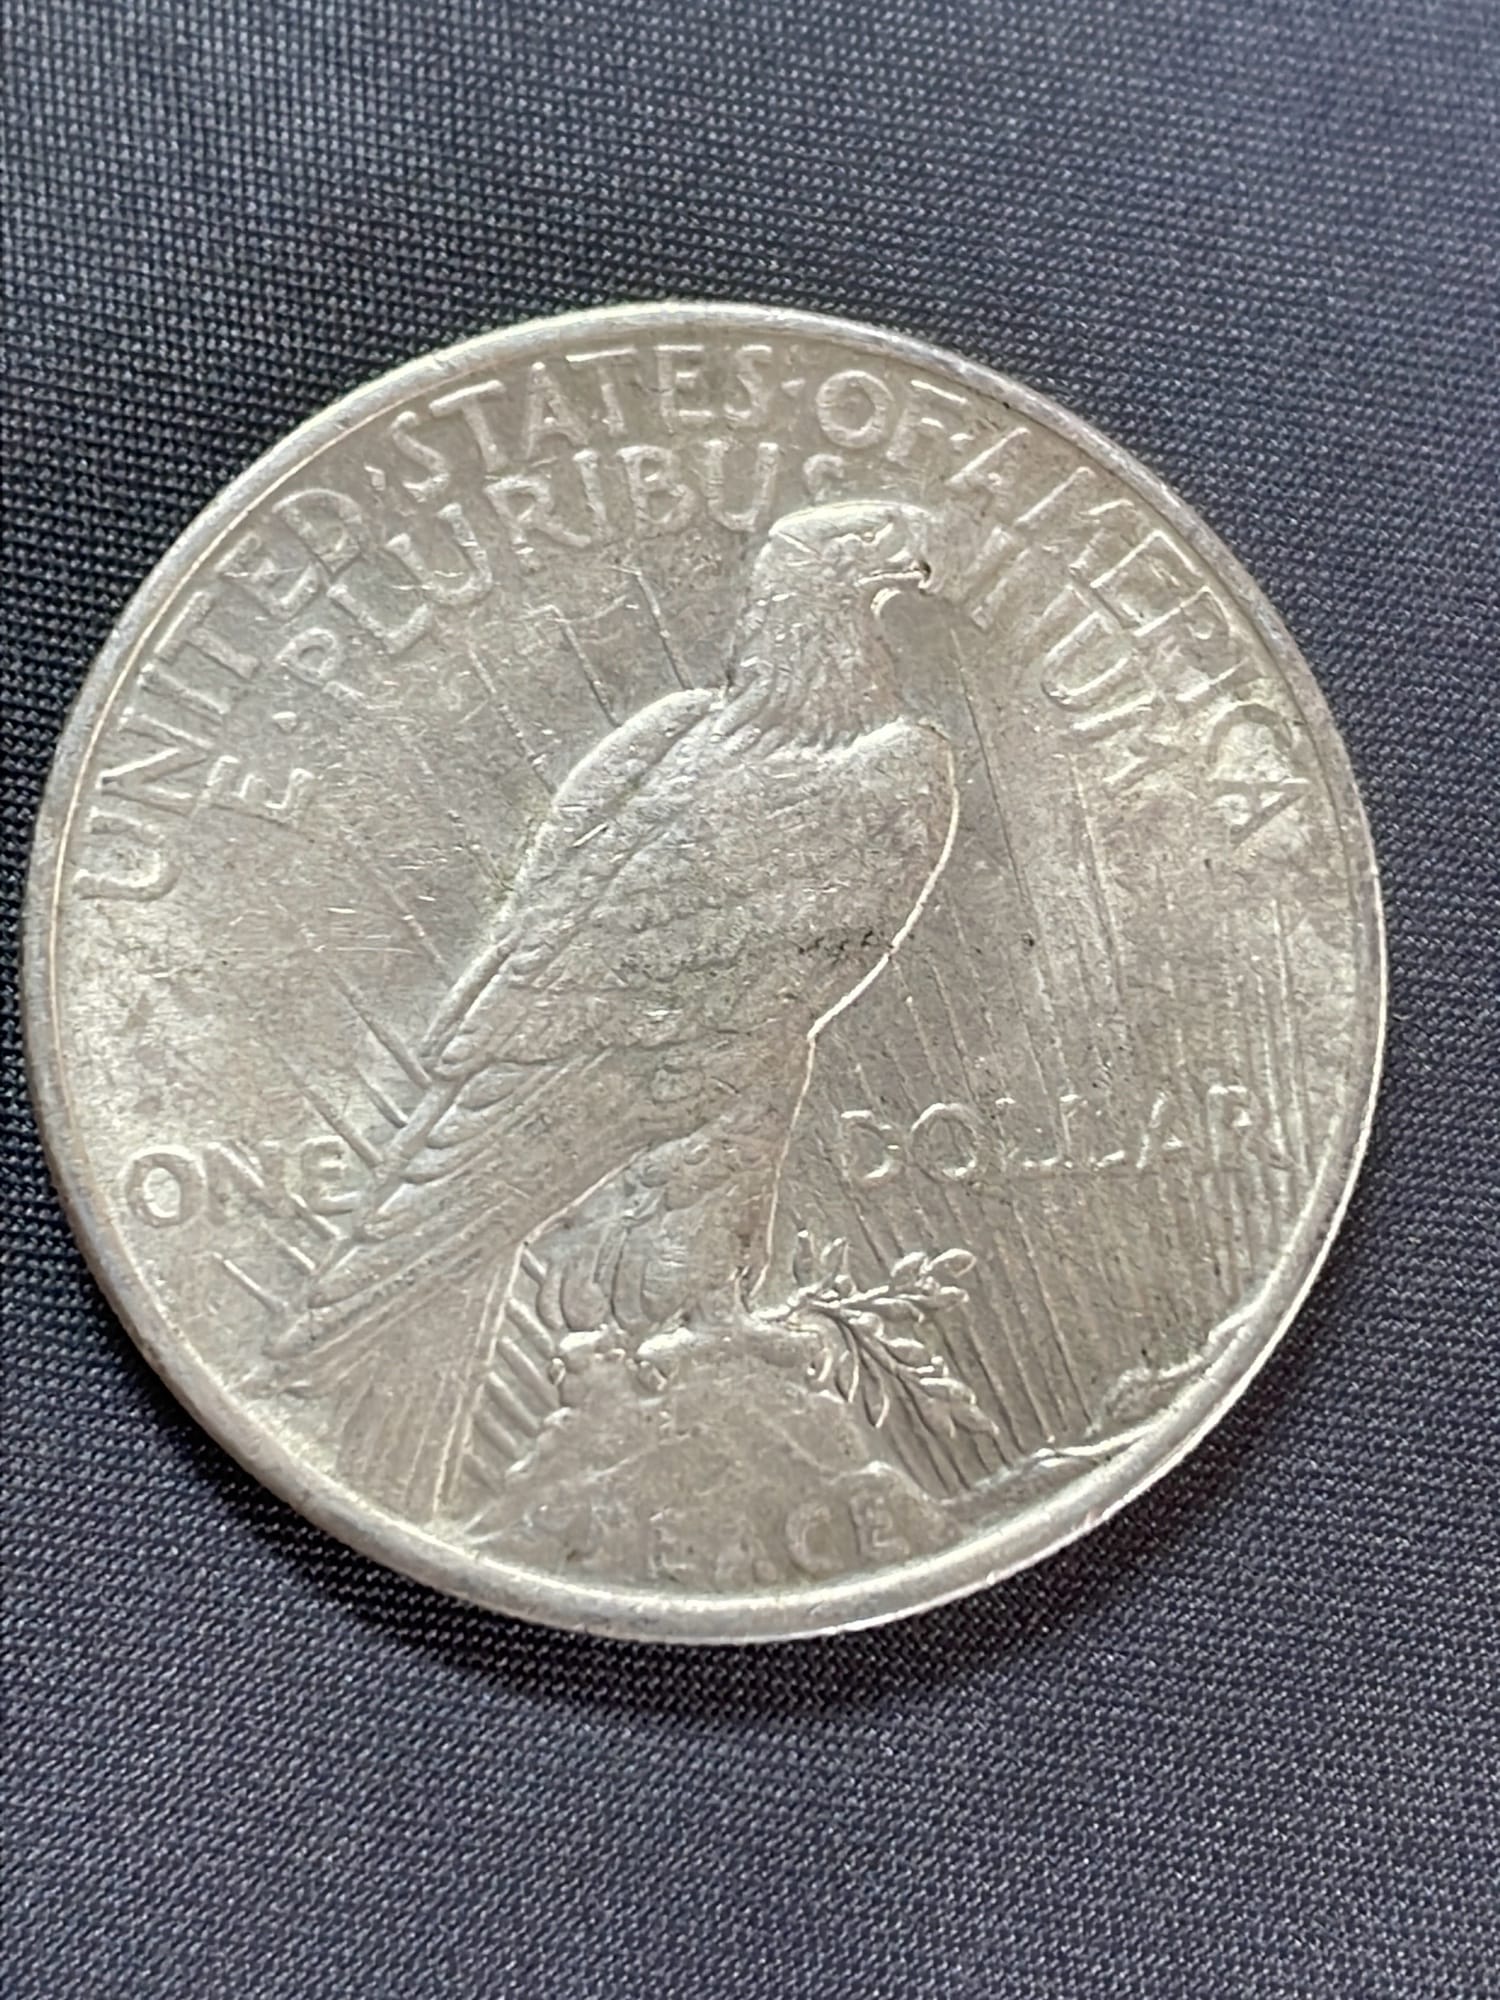 UNITED·STATES·OF·AMERICA
E·PLURIBUS UNUM
ONE DOLLAR
PEACE